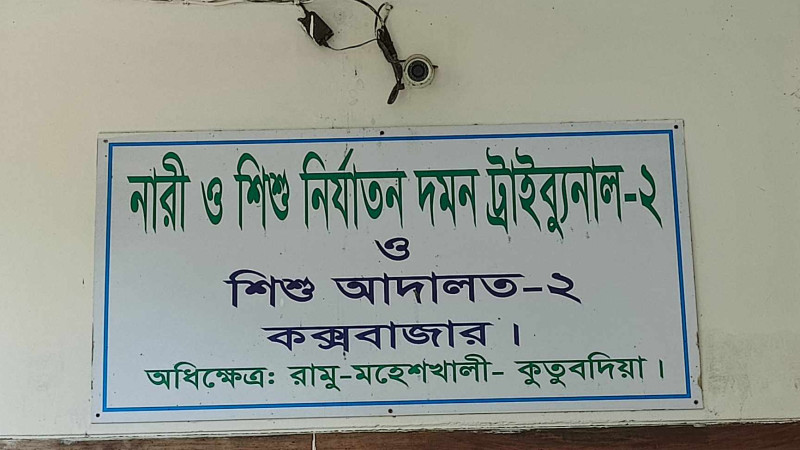 নারী ও শিশু নির্যাতন দমন ট্রাইব্যুনাল-২
ও
শিশু আদালত-২
কক্সবাজার ।
অধিক্ষেত্র: রামু-মহেশখালী- কুতুবদিয়া ।